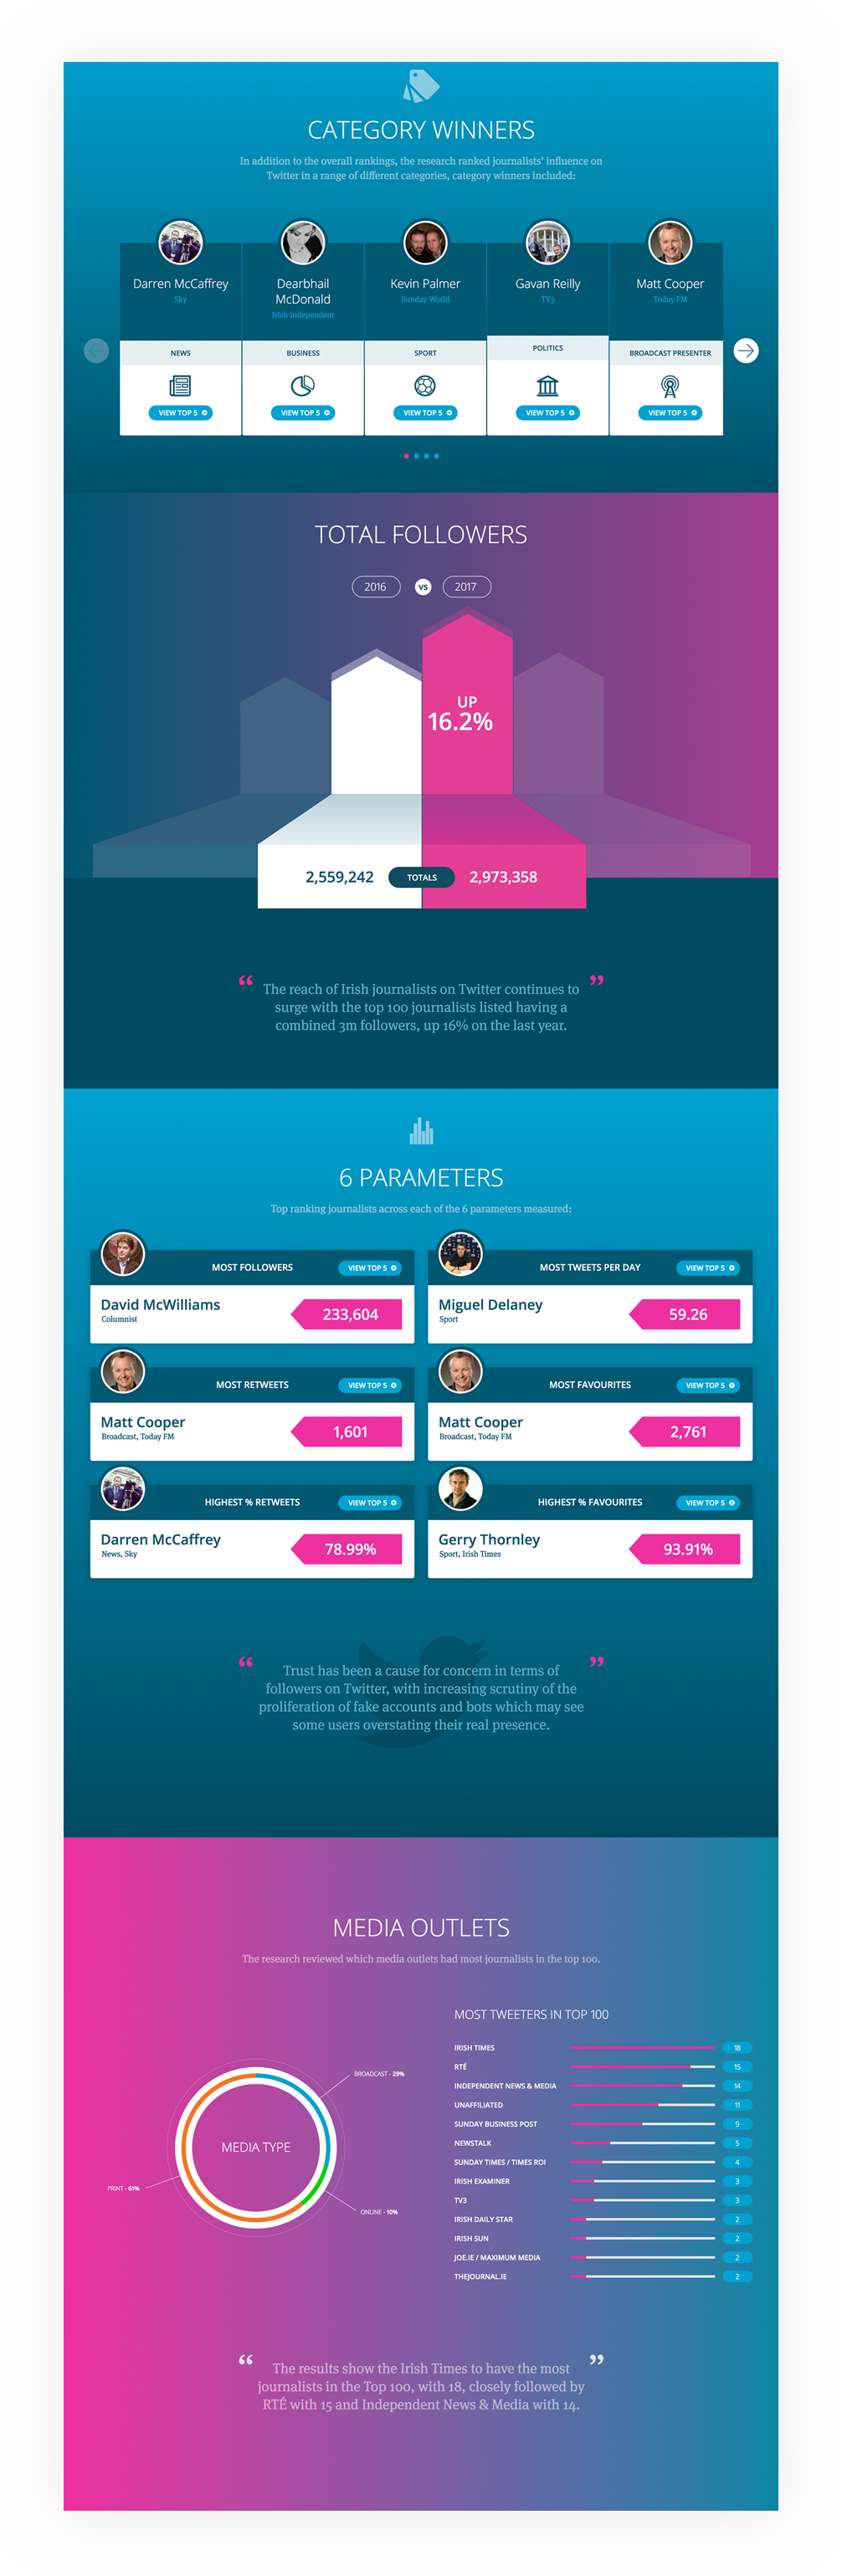 CATEGORY WINNERS
In addition to the overall rankings, the research ranked journalists' influence on
Twitter in a range of different categories, category winners included:
Darren McCaffrey
Sky
NEWS
VIEW TOP 5
Dearbhail
McDonald
Irish Independent
BUSINESS
VIEW TOP 5
Kevin Palmer
Sunday World
SPORT
VIEW TOP 5
Gavan Reilly
TV3
POLITICS
VIEW TOP 5
Matt Cooper
Today FM
BROADCAST PRESENTER
VIEW TOP 5
TOTAL FOLLOWERS
2016 VS 2017
UP
16.2%
2,559,242 TOTALS 2,973,358
“ The reach of Irish journalists on Twitter continues to ”
surge with the top 100 journalists listed having a
combined 3m followers, up 16% on the last year.
6 PARAMETERS
Top ranking journalists across each of the 6 parameters measured:
MOST FOLLOWERS VIEW TOP 5
David McWilliams
Columnist
233,604
MOST TWEETS PER DAY VIEW TOP 5
Miguel Delaney
Sport
59.26
MOST RETWEETS VIEW TOP 5
Matt Cooper
Broadcast, Today FM
1,601
MOST FAVOURITES VIEW TOP 5
Matt Cooper
Broadcast, Today FM
2,761
HIGHEST % RETWEETS VIEW TOP 5
Darren McCaffrey
News, Sky
78.99%
HIGHEST % FAVOURITES VIEW TOP 5
Gerry Thornley
Sport, Irish Times
93.91%
“ Trust has been a cause for concern in terms of ”
followers on Twitter, with increasing scrutiny of the
proliferation of fake accounts and bots which may see
some users overstating their real presence.
MEDIA OUTLETS
The research reviewed which media outlets had most journalists in the top 100.
BROADCAST - 29%
MEDIA TYPE
PRINT - 61%
ONLINE - 10%
MOST TWEETERS IN TOP 100
IRISH TIMES 18
RTÉ 15
INDEPENDENT NEWS & MEDIA 14
UNAFFILIATED 11
SUNDAY BUSINESS POST 9
NEWSTALK 5
SUNDAY TIMES / TIMES ROI 4
IRISH EXAMINER 3
TV3 3
IRISH DAILY STAR 2
IRISH SUN 2
JOE.IE / MAXIMUM MEDIA 2
THEJOURNAL.IE 2
“ The results show the Irish Times to have the most ”
journalists in the Top 100, with 18, closely followed by
RTÉ with 15 and Independent News & Media with 14.